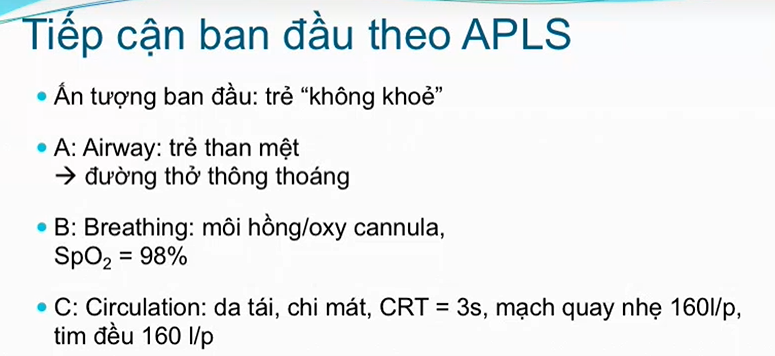 Tiếp cận ban đầu theo APLS
• Ấn tượng ban đầu: trẻ “không khoẻ”
• A: Airway: trẻ than mệt
→ đường thở thông thoáng
• B: Breathing: môi hồng/oxy cannula,
SpO₂ = 98%
• C: Circulation: da tái, chi mát, CRT = 3s, mạch quay nhẹ 160l/p,
tim đều 160 l/p